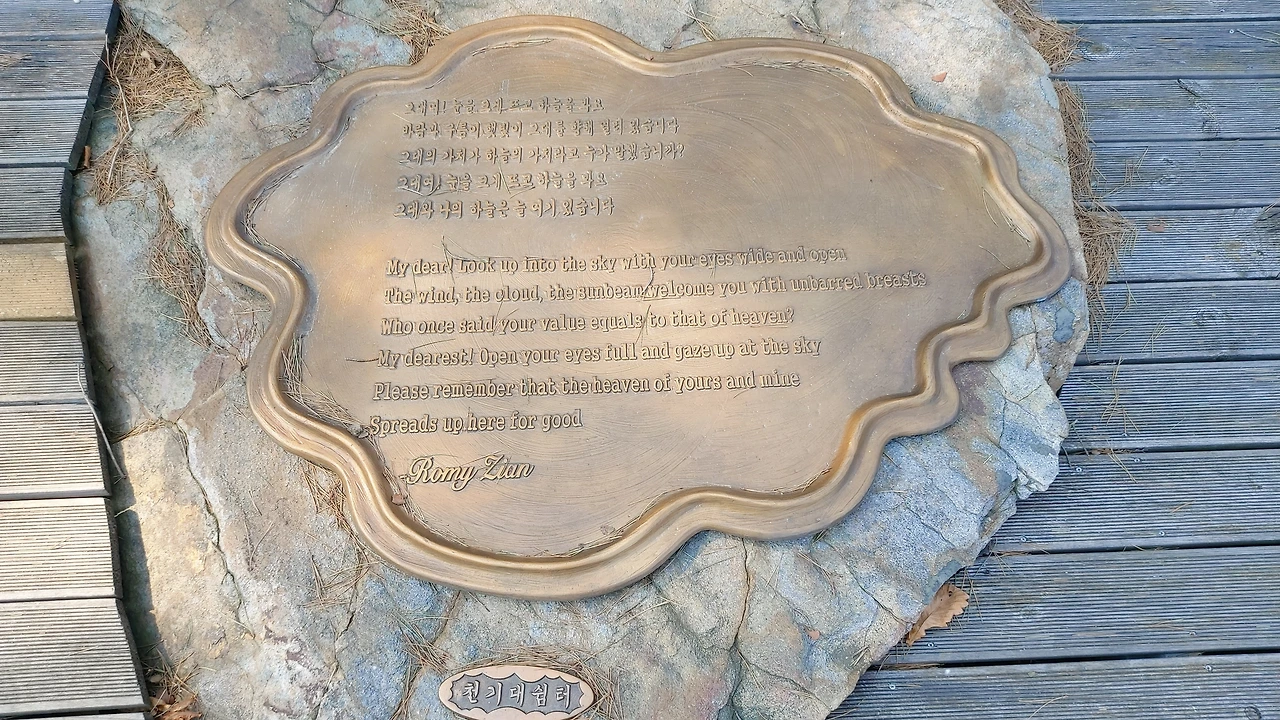 그대여! 눈을 크게 뜨고 하늘을 봐요
바람과 구름이 햇빛이 그대를 향해 열려 있습니다
그대의 가치가 하늘의 가치라고 누가 말했습니까?
그대여! 눈을 크게 뜨고 하늘을 봐요
그대와 나의 하늘은 늘 여기 있습니다
My dear! Look up into the sky with your eyes wide and open
The wind, the cloud, the sunbeam welcome you with unbarred breasts
Who once said your value equals to that of heaven?
My dearest! Open your eyes full and gaze up at the sky
Please remember that the heaven of yours and mine
Spreads up here for good
-Romy Zian
천기대쉼터